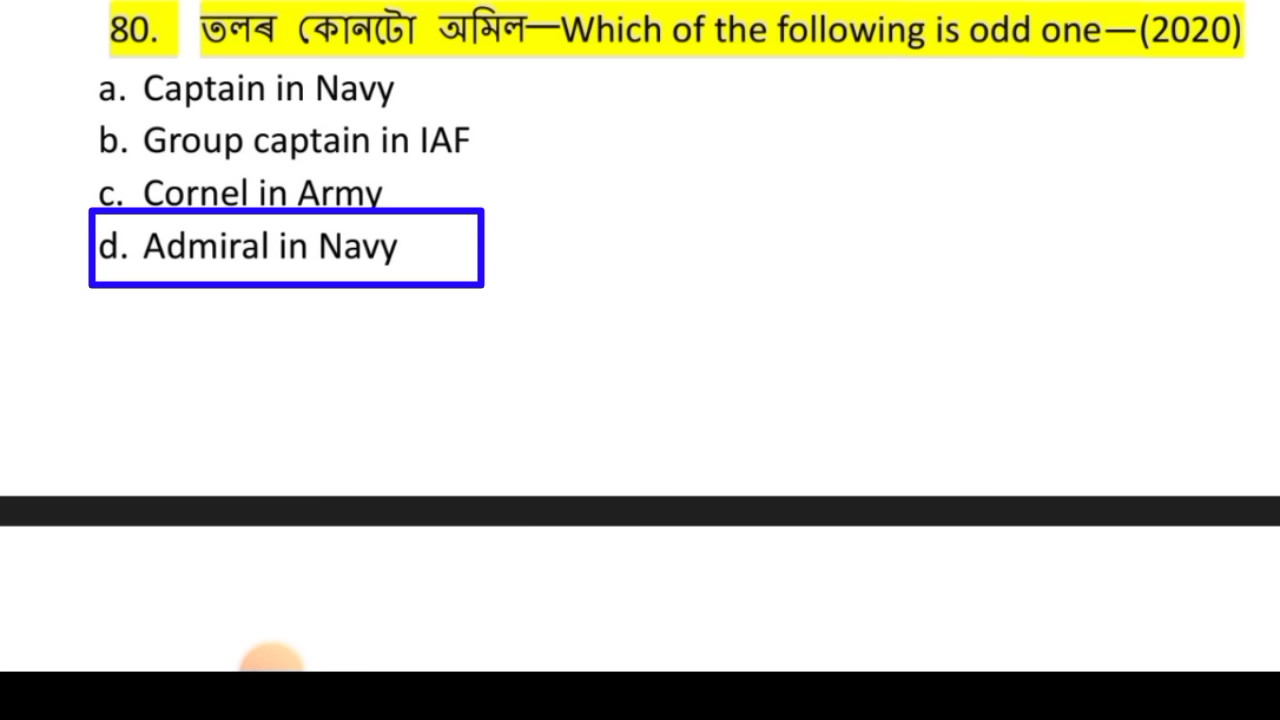 80. তলৰ কোনটো অমিল—Which of the following is odd one—(2020)
a. Captain in Navy
b. Group captain in IAF
c. Cornel in Army
d. Admiral in Navy